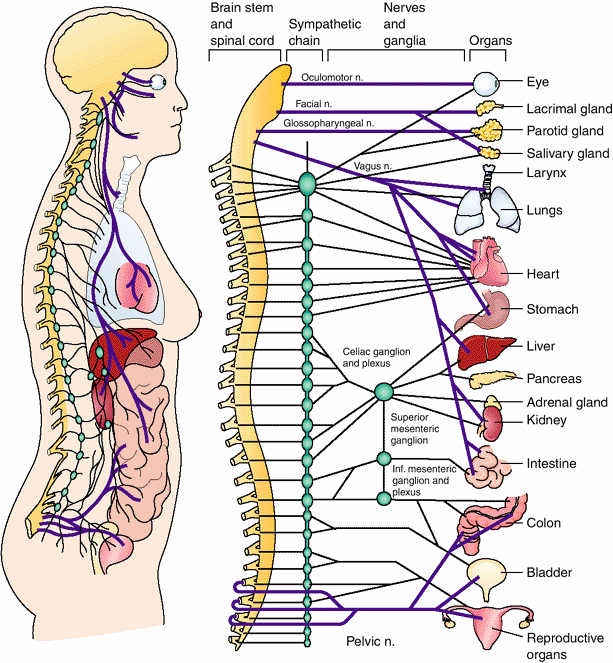 Brain stem
and
spinal cord
Sympathetic
chain
Nerves
and
ganglia
Organs
Oculomotor n.
Facial n.
Glossopharyngeal n.
Vagus n.
Eye
Lacrimal gland
Parotid gland
Salivary gland
Larynx
Lungs
Heart
Stomach
Liver
Pancreas
Adrenal gland
Kidney
Intestine
Colon
Bladder
Reproductive
organs
Celiac ganglion
and plexus
Superior
mesenteric
ganglion
Inf. mesenteric
ganglion and
plexus
Pelvic n.